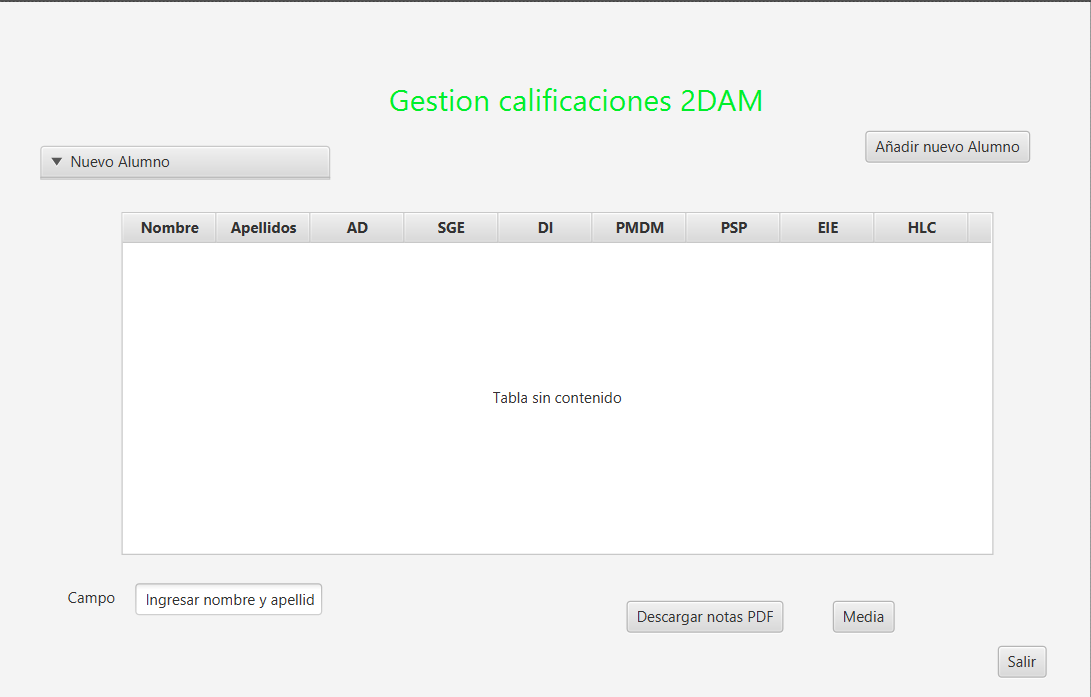 Gestion calificaciones 2DAM
Nuevo Alumno
Añadir nuevo Alumno
Nombre Apellidos AD SGE DI PMDM PSP EIE HLC
Tabla sin contenido
Campo Ingresar nombre y apellid
Descargar notas PDF Media
Salir